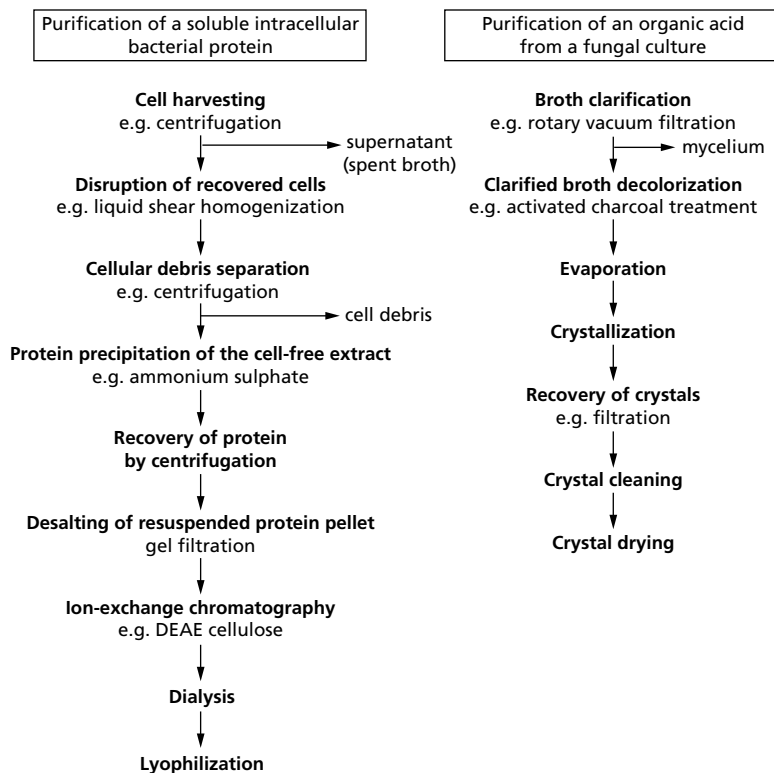 Purification of a soluble intracellular
bacterial protein
Cell harvesting
e.g. centrifugation
supernatant
(spent broth)
Disruption of recovered cells
e.g. liquid shear homogenization
Cellular debris separation
e.g. centrifugation
cell debris
Protein precipitation of the cell-free extract
e.g. ammonium sulphate
Recovery of protein
by centrifugation
Desalting of resuspended protein pellet
gel filtration
Ion-exchange chromatography
e.g. DEAE cellulose
Dialysis
Lyophilization
Purification of an organic acid
from a fungal culture
Broth clarification
e.g. rotary vacuum filtration
mycelium
Clarified broth decolorization
e.g. activated charcoal treatment
Evaporation
Crystallization
Recovery of crystals
e.g. filtration
Crystal cleaning
Crystal drying